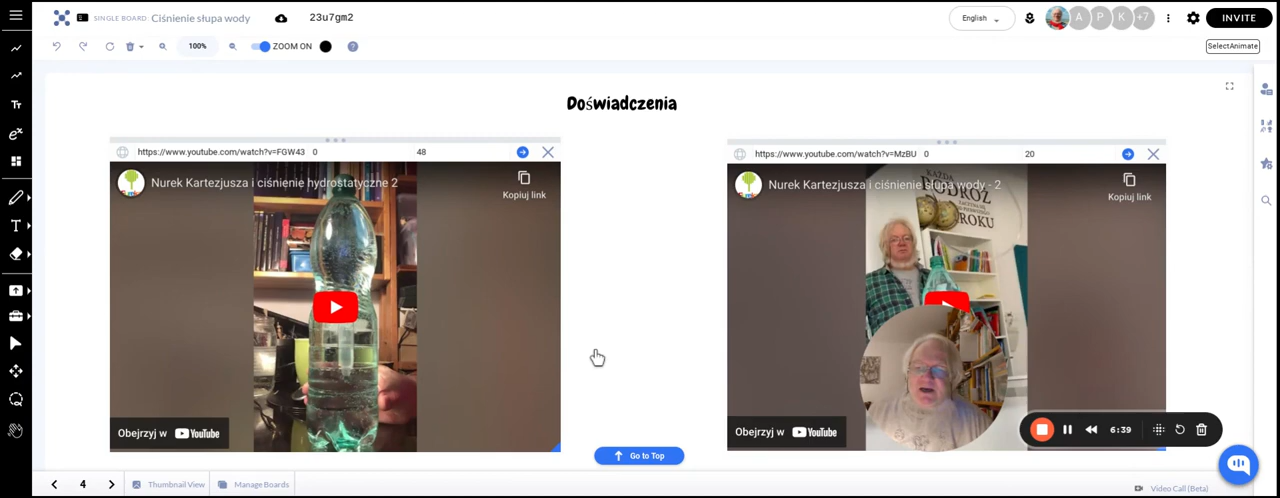 SINGLE BOARD: Ciśnienie słupa wody 23u7gm2 English A P K +7 INVITE
100% ZOOM ON ? SelectAnimate
Doświadczenia
https://www.youtube.com/watch?v=FGW43 0 48
Nurek Kartezjusza i ciśnienie hydrostatyczne 2
Kopiuj link
Obejrzyj w YouTube
https://www.youtube.com/watch?v=MzBU 0 20
Nurek Kartezjusza i ciśnienie słupa wody - 2
Kopiuj link
KAŻDA
PODRÓŻ
ROKU
Obejrzyj w YouTube
6:39
Go to Top
4 Thumbnail View Manage Boards Video Call (Beta)